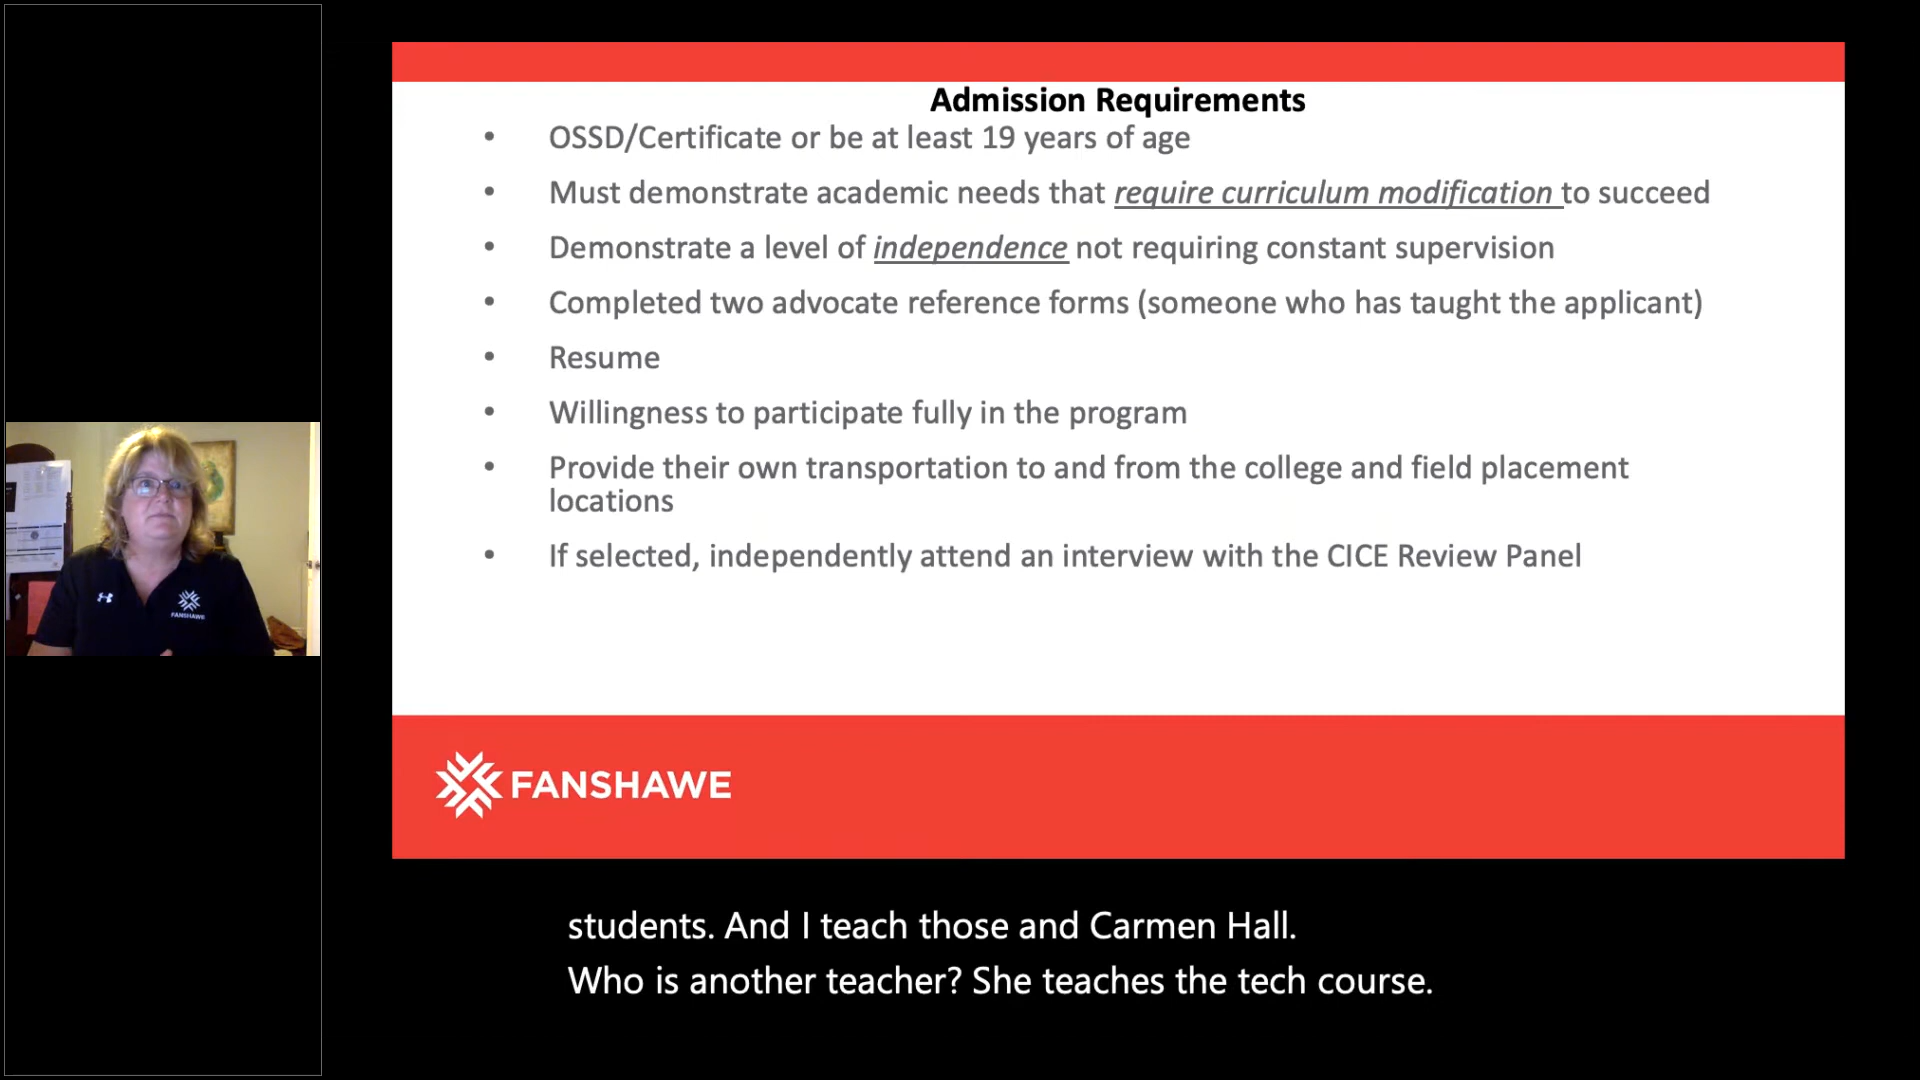 Admission Requirements
• OSSD/Certificate or be at least 19 years of age
• Must demonstrate academic needs that require curriculum modification to succeed
• Demonstrate a level of independence not requiring constant supervision
• Completed two advocate reference forms (someone who has taught the applicant)
• Resume
• Willingness to participate fully in the program
• Provide their own transportation to and from the college and field placement
locations
• If selected, independently attend an interview with the CICE Review Panel
FANSHAWE
FANSHAWE
students. And I teach those and Carmen Hall.
Who is another teacher? She teaches the tech course.